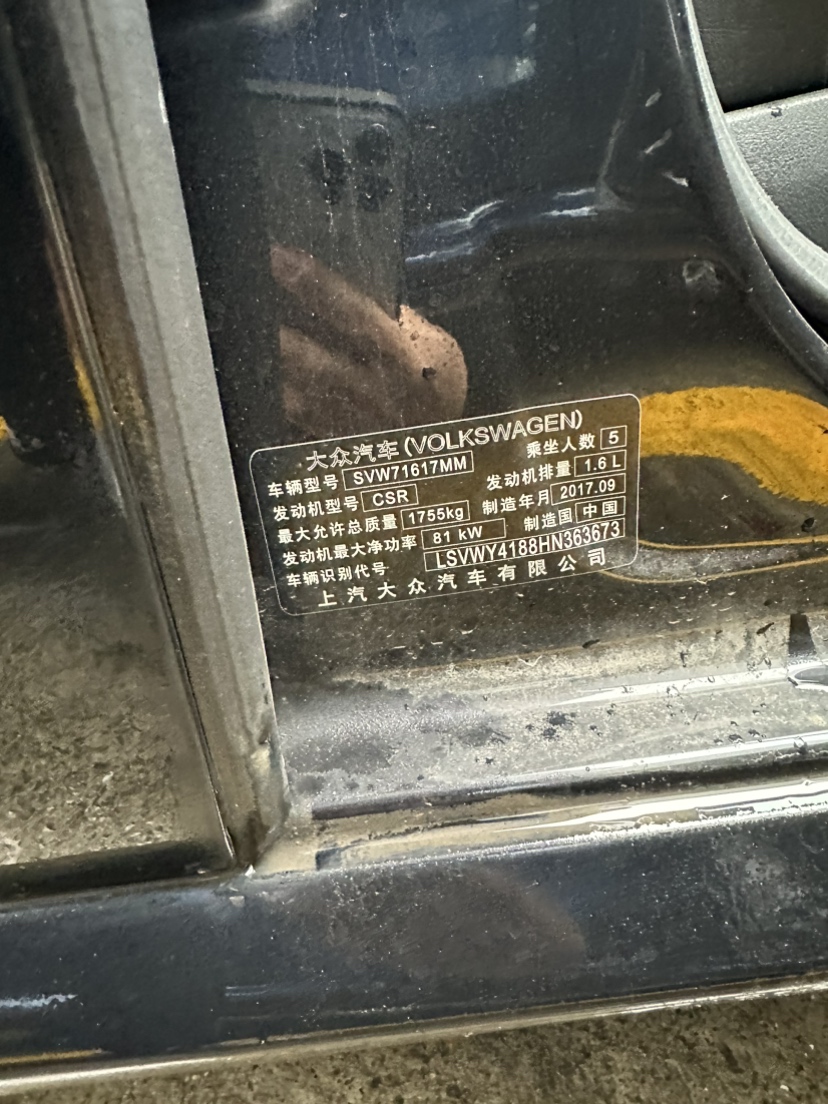 大众汽车(VOLKSWAGEN)
车辆型号 SVW71617MM 乘坐人数 5
发动机型号 CSR 发动机排量 1.6 L
最大允许总质量 1755kg 制造年月 2017.09
发动机最大净功率 81 kW 制造国 中国
车辆识别代号 LSVWY4188HN363673
上汽大众汽车有限公司